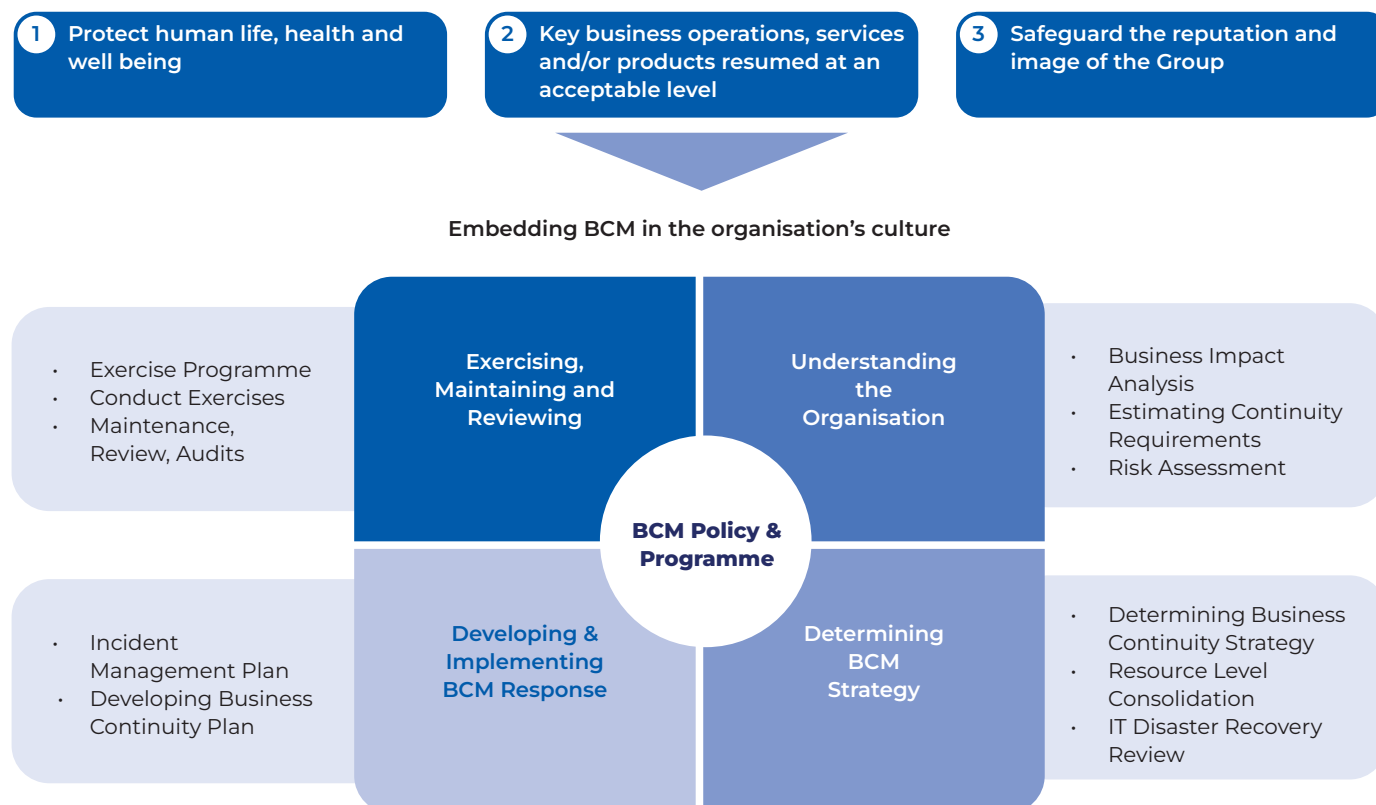 1 Protect human life, health and
well being
2 Key business operations, services
and/or products resumed at an
acceptable level
3 Safeguard the reputation and
image of the Group
Embedding BCM in the organisation’s culture
• Exercise Programme
• Conduct Exercises
• Maintenance,
Review, Audits
Exercising,
Maintaining and
Reviewing
Understanding
the
Organisation
• Business Impact
Analysis
• Estimating Continuity
Requirements
• Risk Assessment
BCM Policy &
Programme
• Incident
Management Plan
• Developing Business
Continuity Plan
Developing &
Implementing
BCM Response
Determining
BCM
Strategy
• Determining Business
Continuity Strategy
• Resource Level
Consolidation
• IT Disaster Recovery
Review